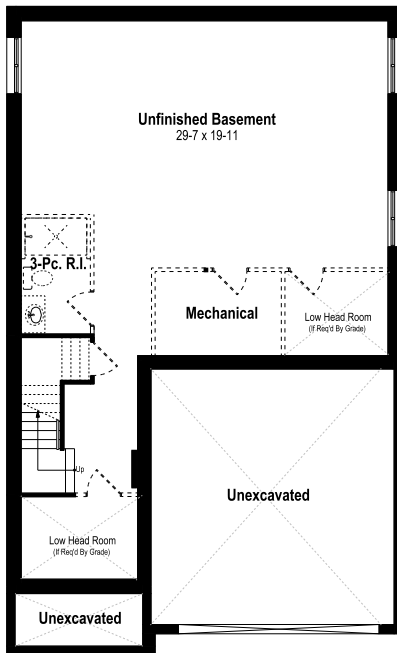 Unfinished Basement
29-7 x 19-11
3-Pc. R.I.
Mechanical
Low Head Room
(If Req'd By Grade)
Up
Unexcavated
Low Head Room
(If Req'd By Grade)
Unexcavated